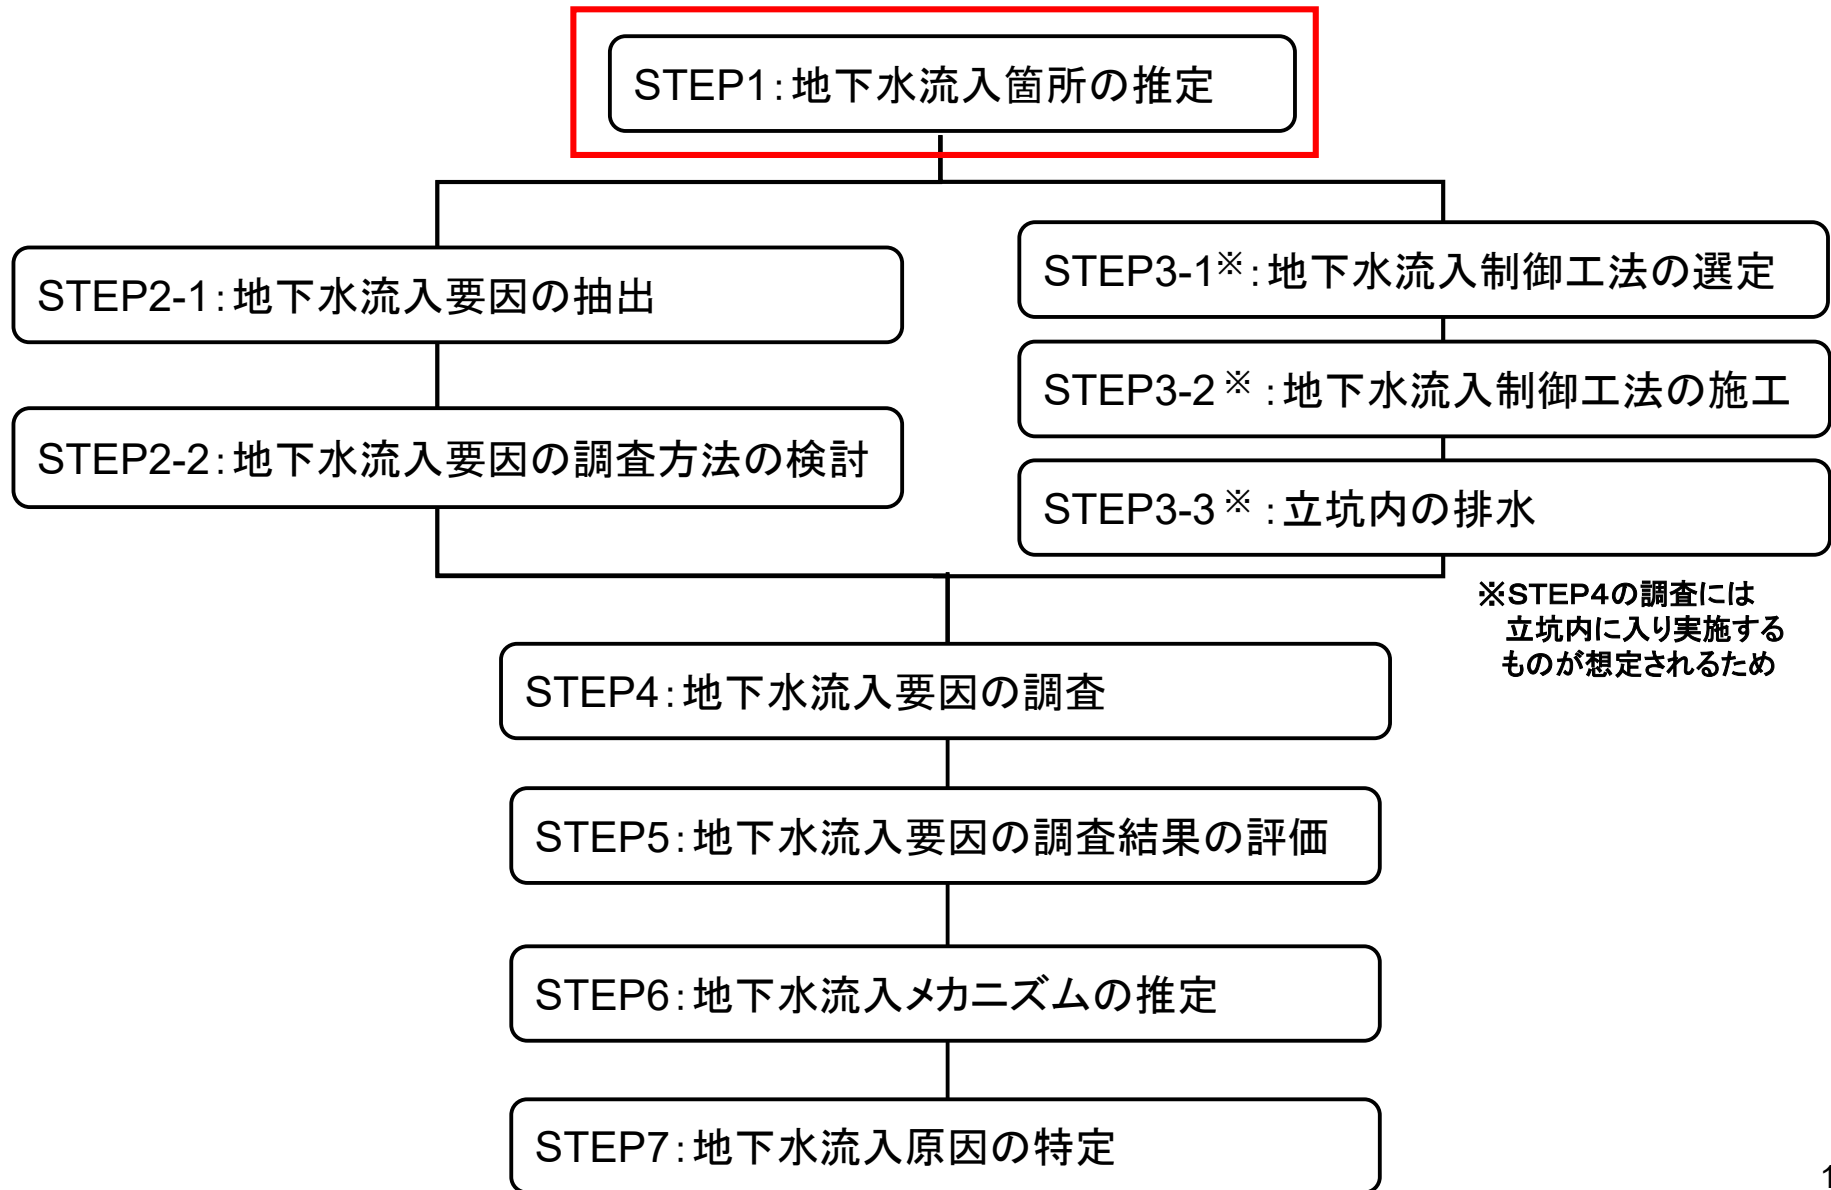 STEP1：地下水流入箇所の推定
STEP2-1：地下水流入要因の抽出
STEP2-2：地下水流入要因の調査方法の検討
STEP3-1※：地下水流入制御工法の選定
STEP3-2※：地下水流入制御工法の施工
STEP3-3※：立坑内の排水
※ＳＴＥＰ４の調査には
立坑内に入り実施する
ものが想定されるため
STEP4：地下水流入要因の調査
STEP5：地下水流入要因の調査結果の評価
STEP6：地下水流入メカニズムの推定
STEP7：地下水流入原因の特定
1